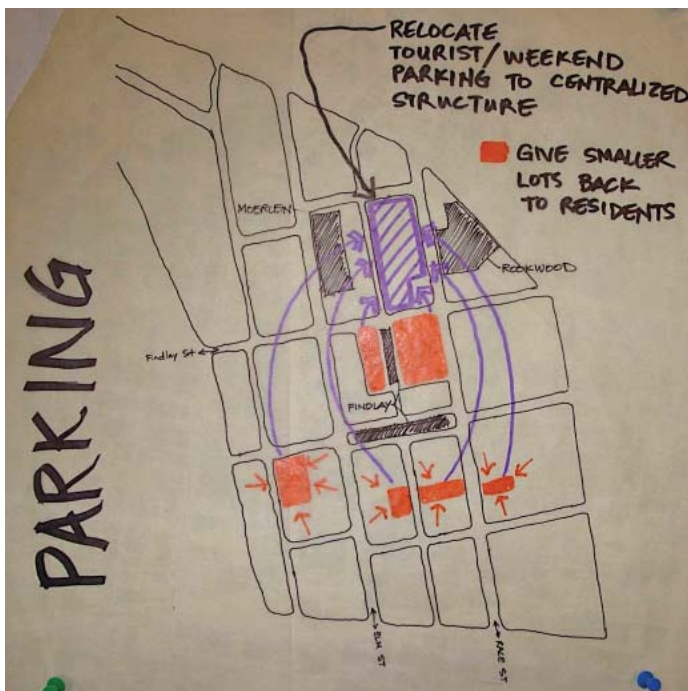 RELOCATE
TOURIST/WEEKEND
PARKING TO CENTRALIZED
STRUCTURE
GIVE SMALLER
LOTS BACK
TO RESIDENTS
MOERLEIN
ROOKWOOD
Findlay St
FINDLAY
PARKING
ELM ST
RACE ST